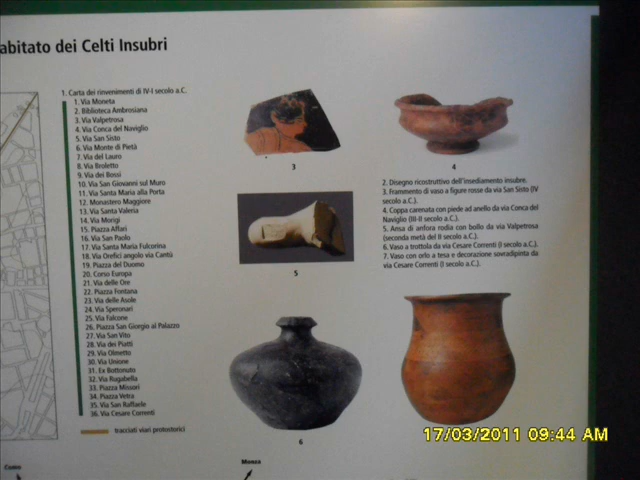 abitato dei Celti Insubri
1. Carta dei rinvenimenti di IV-I secolo a.C.
1. Via Moneta
2. Biblioteca Ambrosiana
3. Via Valpetrosa
4. Via Conca del Naviglio
5. Via San Sisto
6. Via Monte di Pietà
7. Via del Lauro
8. Via Broletto
9. Via dei Bossi
10. Via San Giovanni sul Muro
11. Via Santa Maria alla Porta
12. Monastero Maggiore
13. Via Santa Valeria
14. Via Morigi
15. Piazza Affari
16. Via San Paolo
17. Via Santa Maria Fulcorina
18. Via Orefici angolo via Cantù
19. Piazza del Duomo
20. Corso Europa
21. Via delle Ore
22. Piazza Fontana
23. Via delle Asole
24. Via Speronari
25. Via Falcone
26. Piazza San Giorgio al Palazzo
27. Via San Vito
28. Via dei Piatti
29. Via Olmetto
30. Via Unione
31. Ex Bottonuto
32. Via Rugabella
33. Piazza Missori
34. Piazza Vetra
35. Via San Raffaele
36. Via Cesare Correnti
tracciati viari protostorici
Como
Monza
3
4
5
6
2. Disegno ricostruttivo dell'insediamento insubre.
3. Frammento di vaso a figure rosse da via San Sisto (IV
secolo a.C.).
4. Coppa carenata con piede ad anello da via Conca del
Naviglio (III-II secolo a.C.).
5. Ansa di anfora rodia con bollo da via Valpetrosa
(seconda metà del II secolo a.C.).
6. Vaso a trottola da via Cesare Correnti (I secolo a.C.).
7. Vaso con orlo a tesa e decorazione sovradipinta da
via Cesare Correnti (I secolo a.C.).
17/03/2011 09:44 AM